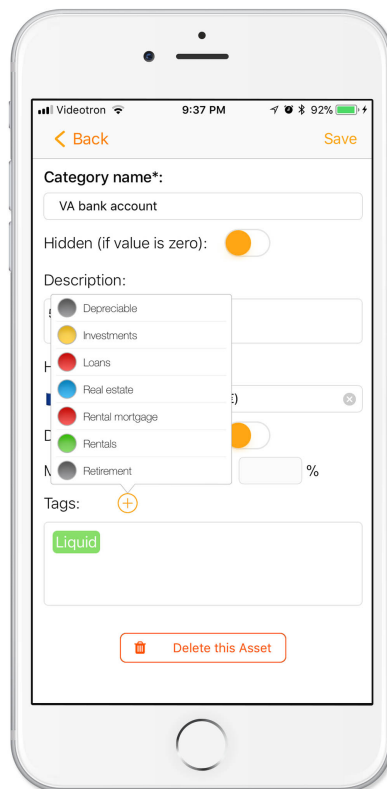 Videotron 9:37 PM 92%
Back Save
Category name*:
VA bank account
Hidden (if value is zero):
Description:
Depreciable
Investments
Loans
Real estate
Rental mortgage
Rentals
Retirement
%
Tags:
Liquid
Delete this Asset